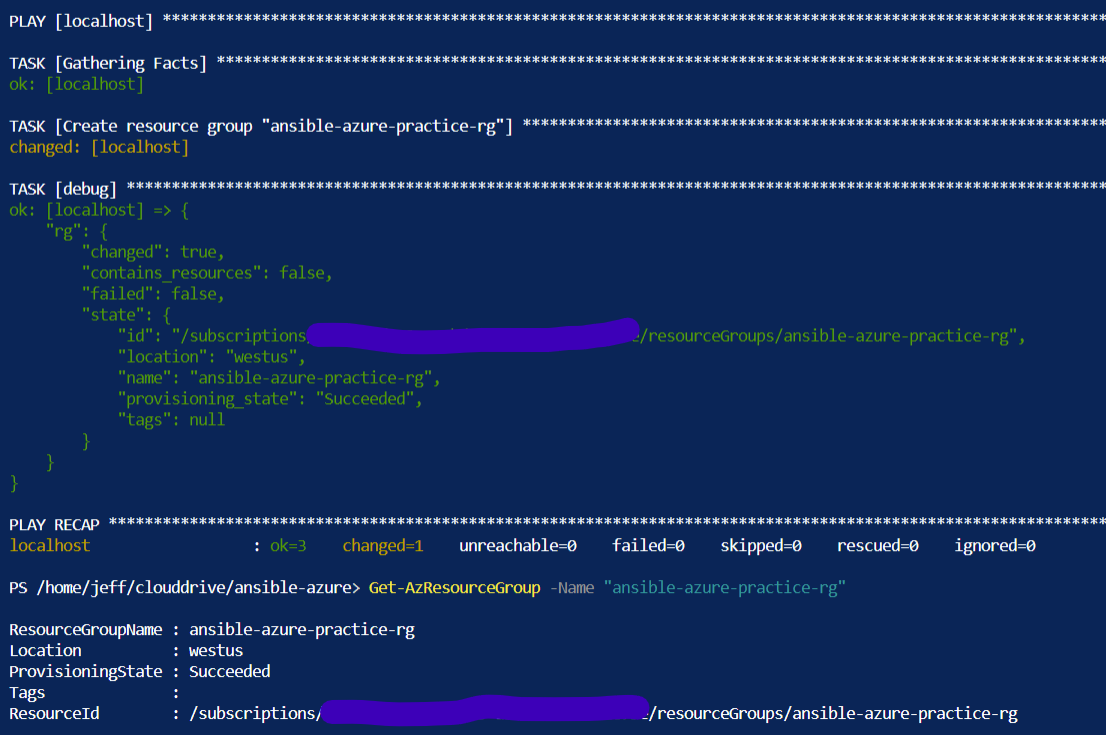 PLAY [localhost] *********************************************************************************************************
TASK [Gathering Facts] ***************************************************************************************************
ok: [localhost]
TASK [Create resource group "ansible-azure-practice-rg"] *****************************************************************
changed: [localhost]
TASK [debug] *************************************************************************************************************
ok: [localhost] => {
    "rg": {
        "changed": true,
        "contains_resources": false,
        "failed": false,
        "state": {
            "id": "/subscriptions/ /resourceGroups/ansible-azure-practice-rg",
            "location": "westus",
            "name": "ansible-azure-practice-rg",
            "provisioning_state": "Succeeded",
            "tags": null
        }
    }
}
PLAY RECAP ***************************************************************************************************************
localhost                  : ok=3    changed=1    unreachable=0    failed=0    skipped=0    rescued=0    ignored=0
PS /home/jeff/clouddrive/ansible-azure> Get-AzResourceGroup -Name "ansible-azure-practice-rg"
ResourceGroupName : ansible-azure-practice-rg
Location          : westus
ProvisioningState : Succeeded
Tags              :
ResourceId        : /subscriptions/ /resourceGroups/ansible-azure-practice-rg